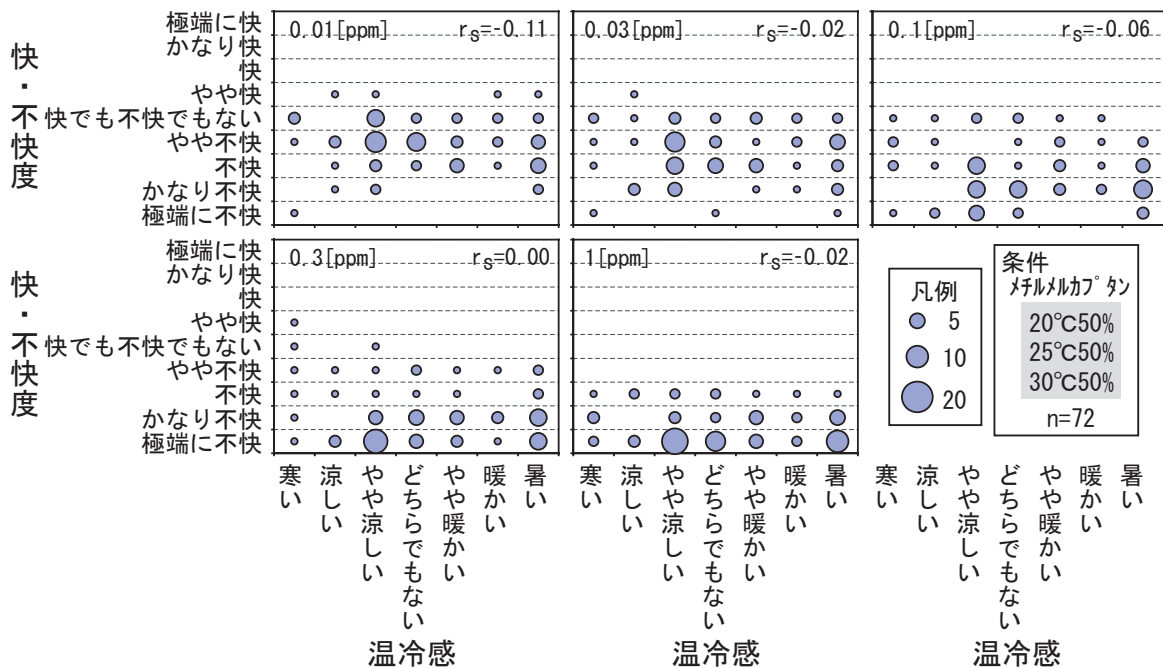 快・不快度
極端に快
かなり快
快
やや快
快でも不快でもない
やや不快
不快
かなり不快
極端に不快
0.01[ppm] rs=-0.11
0.03[ppm] rs=-0.02
0.1[ppm] rs=-0.06
快・不快度
極端に快
かなり快
快
やや快
快でも不快でもない
やや不快
不快
かなり不快
極端に不快
0.3[ppm] rs=0.00
1[ppm] rs=-0.02
凡例
5
10
20
条件
ﾒﾁﾙﾒﾙｶﾌﾟﾀﾝ
20℃50%
25℃50%
30℃50%
n=72
寒い
涼しい
やや涼しい
どちらでもない
やや暖かい
暖かい
暑い
温冷感
寒い
涼しい
やや涼しい
どちらでもない
やや暖かい
暖かい
暑い
温冷感
寒い
涼しい
やや涼しい
どちらでもない
やや暖かい
暖かい
暑い
温冷感